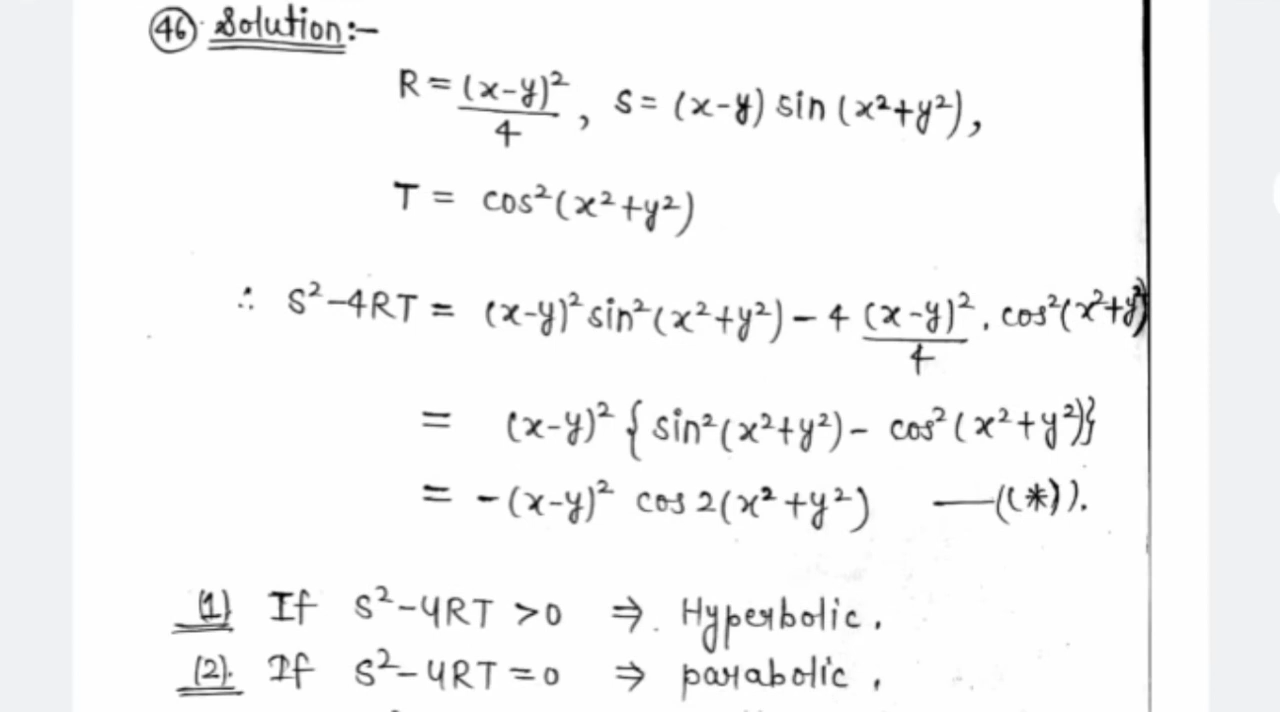 (46) Solution:-
R = (x-y)²/4, S = (x-y) sin (x²+y²),
T = cos²(x²+y²)
∴ S²-4RT = (x-y)² sin²(x²+y²) - 4 (x-y)²/4 . cos²(x²+y²)
= (x-y)² { sin²(x²+y²) - cos²(x²+y²)}
= -(x-y)² cos 2(x²+y²) —((*)).
(1) If S²-4RT >0 ⇒. Hyperbolic.
(2). If S²-4RT = 0 ⇒ parabolic.